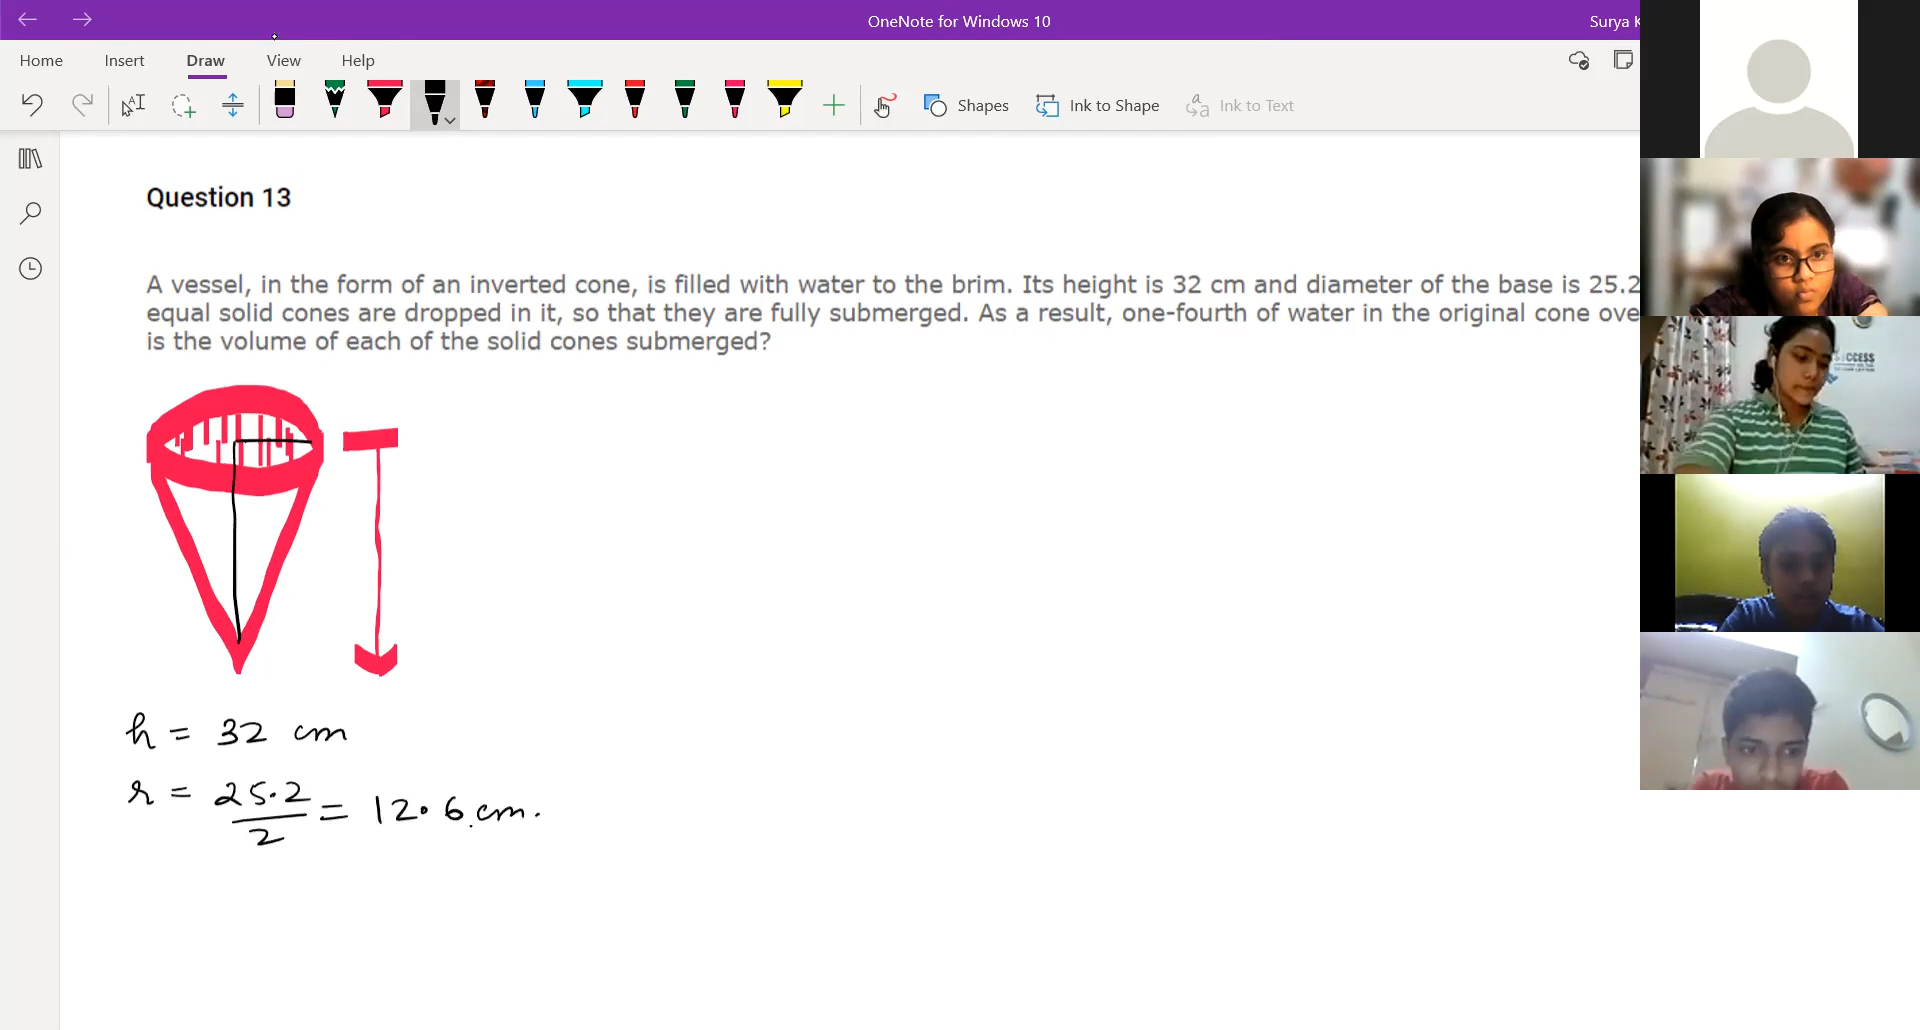 OneNote for Windows 10
Surya K
Home Insert Draw View Help
Shapes Ink to Shape Ink to Text
Question 13
A vessel, in the form of an inverted cone, is filled with water to the brim. Its height is 32 cm and diameter of the base is 25.2
equal solid cones are dropped in it, so that they are fully submerged. As a result, one-fourth of water in the original cone ove
is the volume of each of the solid cones submerged?
h = 32 cm
r = 25.2/2 = 12.6 cm.